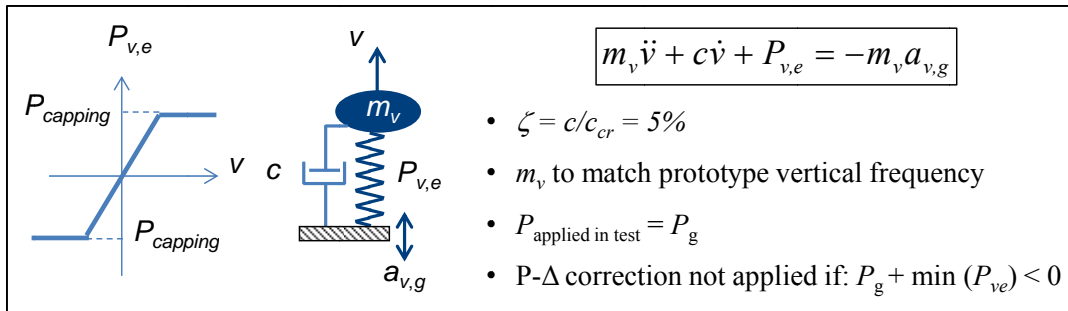 P_{v,e}
P_{capping}
v
P_{capping}
v
m_v
c
P_{v,e}
a_{v,g}
m_v v̈ + c v̇ + P_{v,e} = −m_v a_{v,g}
• ζ = c/c_{cr} = 5%
• m_v to match prototype vertical frequency
• P_{applied in test} = P_g
• P-Δ correction not applied if: P_g + min (P_{ve}) < 0